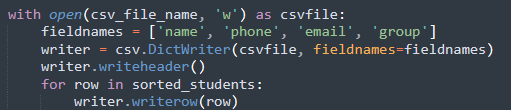 with open(csv_file_name, 'w') as csvfile:
    fieldnames = ['name', 'phone', 'email', 'group']
    writer = csv.DictWriter(csvfile, fieldnames=fieldnames)
    writer.writeheader()
    for row in sorted_students:
        writer.writerow(row)